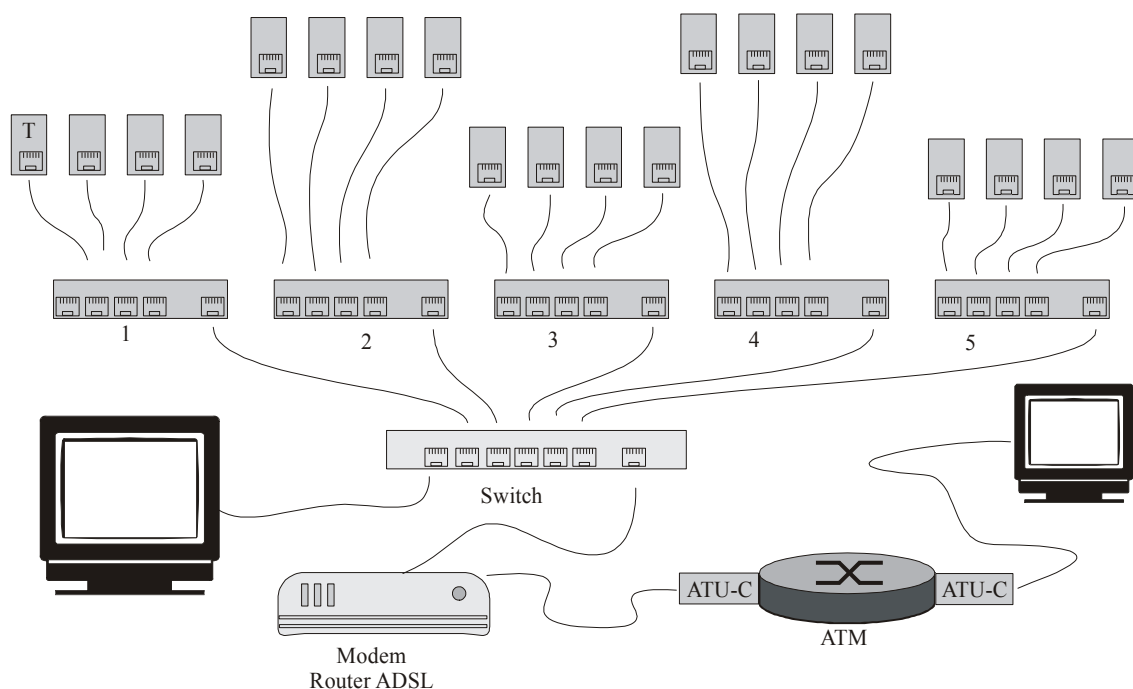 T
1
2
3
4
5
Switch
ATU-C
ATU-C
ATM
Modem
Router ADSL